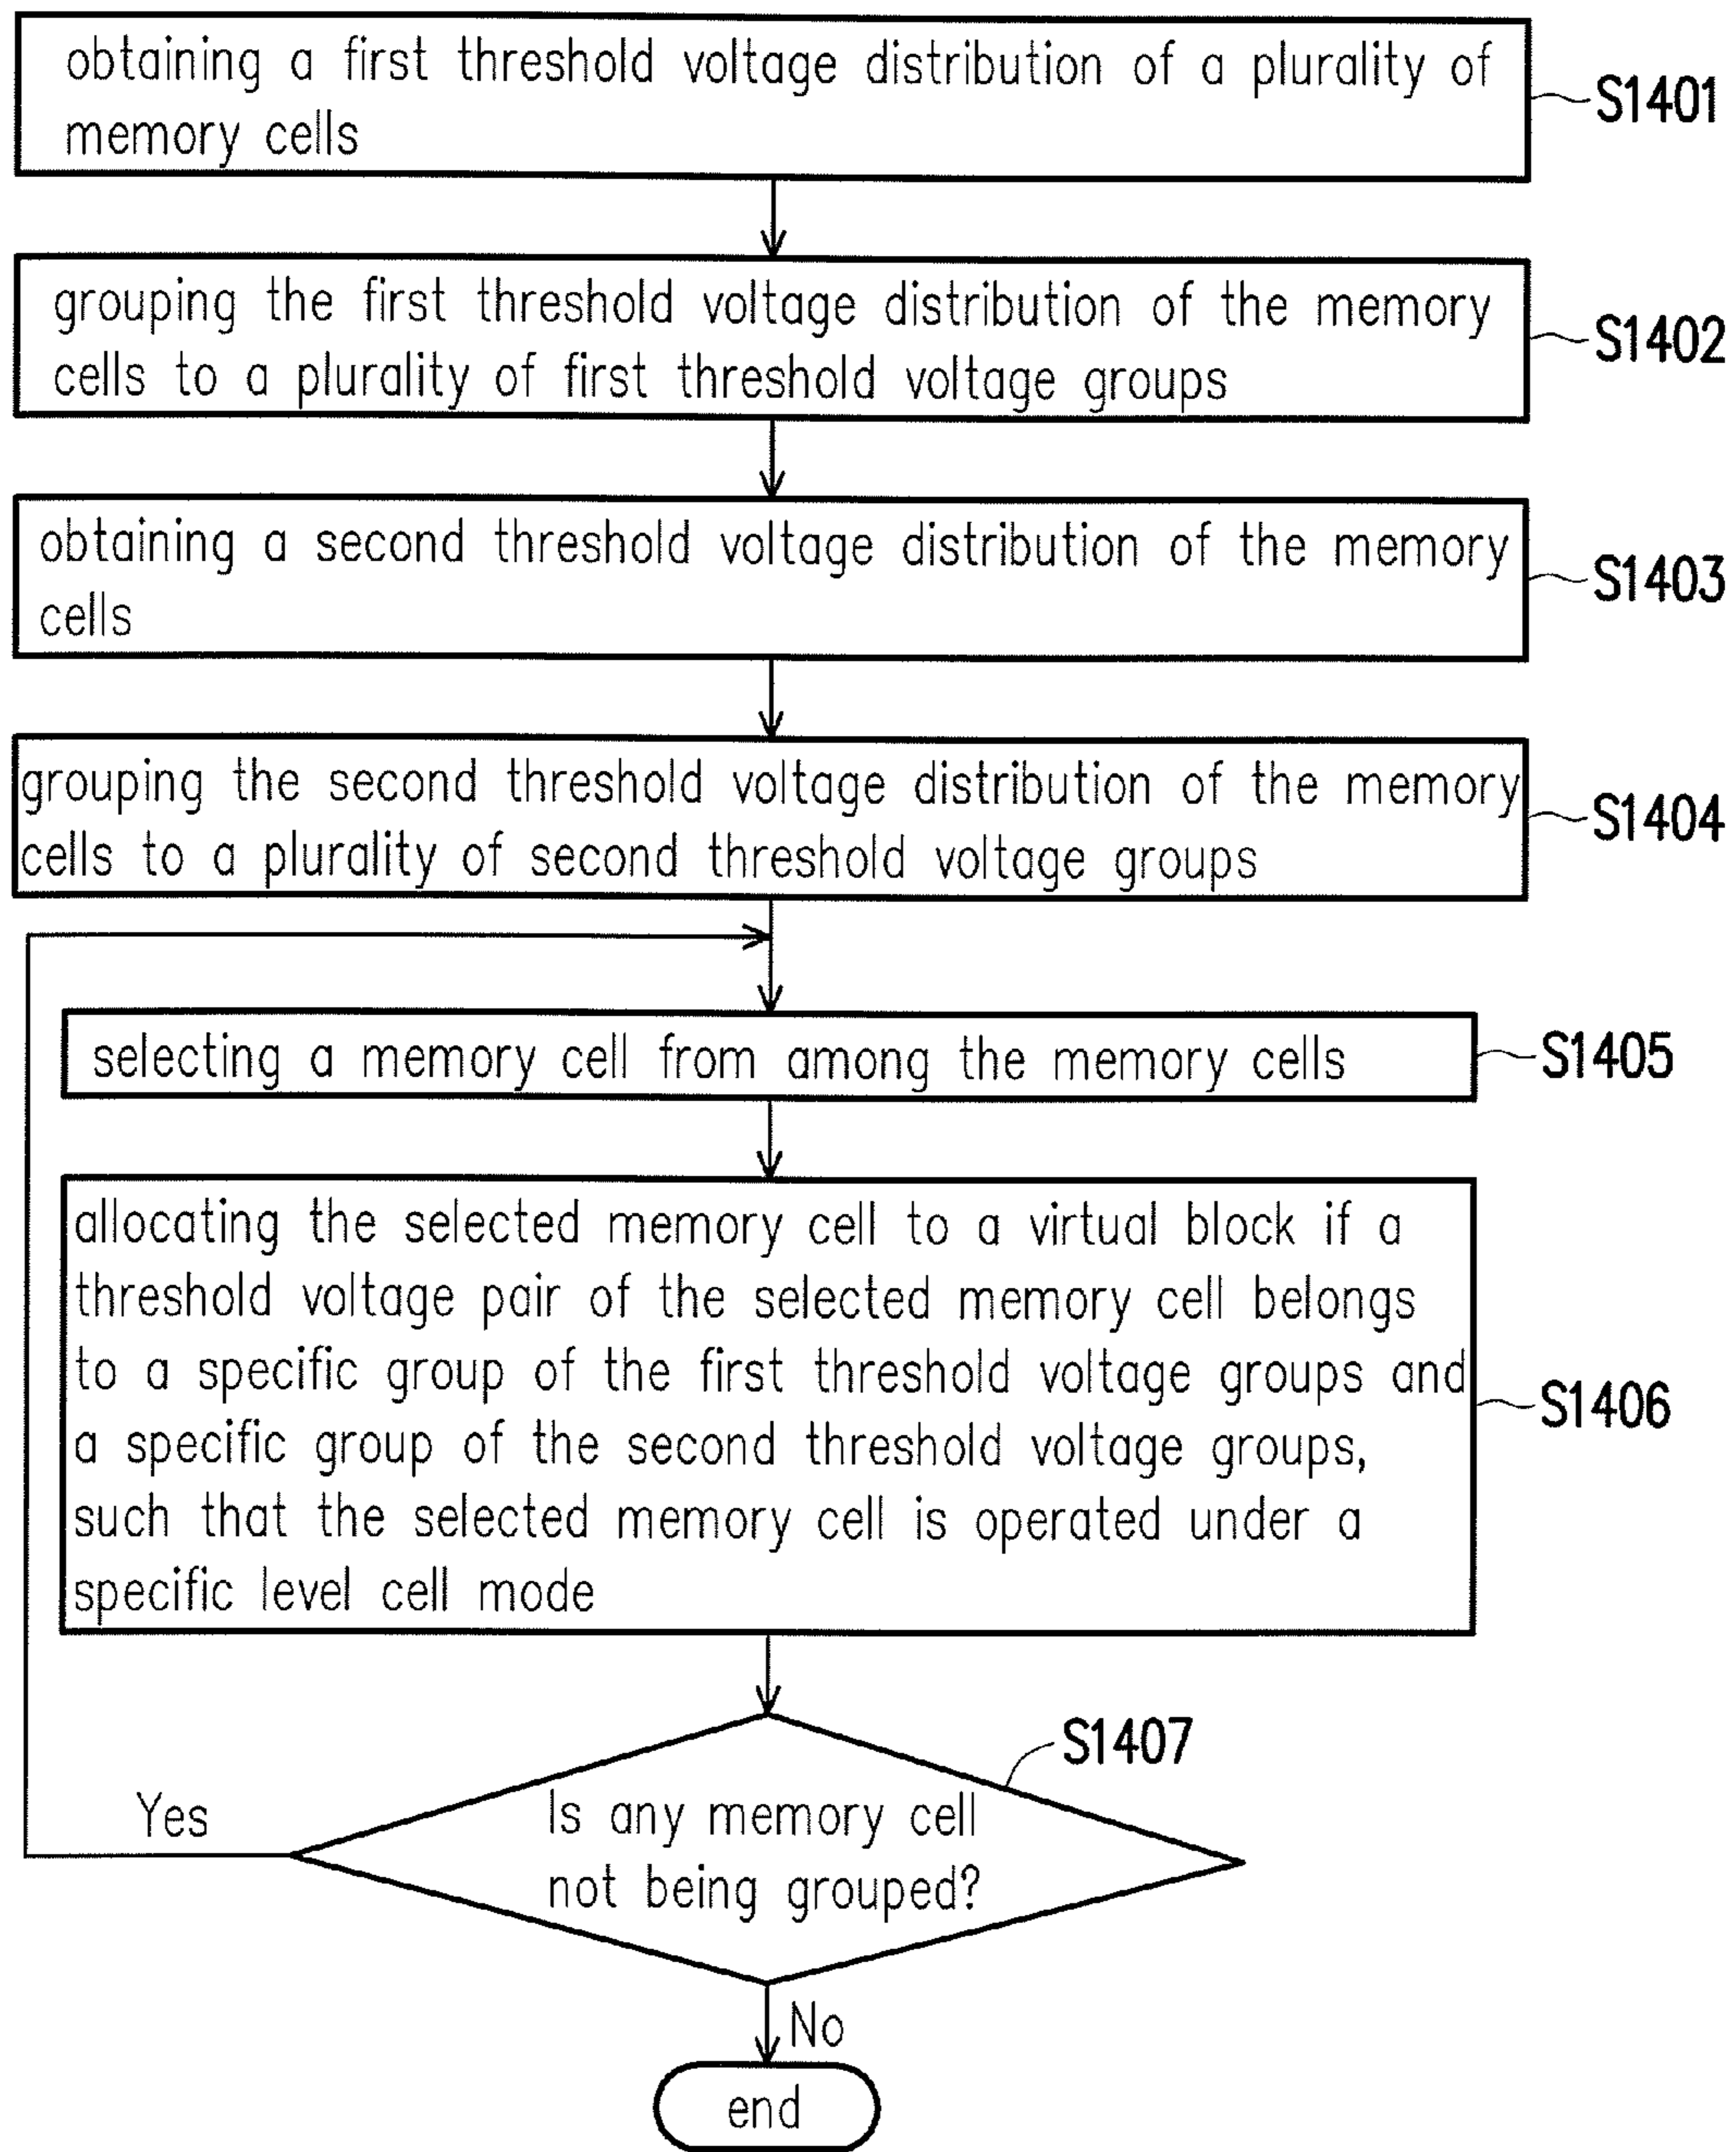 obtaining a first threshold voltage distribution of a plurality of
memory cells
S1401
grouping the first threshold voltage distribution of the memory
cells to a plurality of first threshold voltage groups
S1402
obtaining a second threshold voltage distribution of the memory
cells
S1403
grouping the second threshold voltage distribution of the memory
cells to a plurality of second threshold voltage groups
S1404
selecting a memory cell from among the memory cells
S1405
allocating the selected memory cell to a virtual block if a
threshold voltage pair of the selected memory cell belongs
to a specific group of the first threshold voltage groups and
a specific group of the second threshold voltage groups,
such that the selected memory cell is operated under a
specific level cell mode
S1406
S1407
Is any memory cell
not being grouped?
Yes
No
end